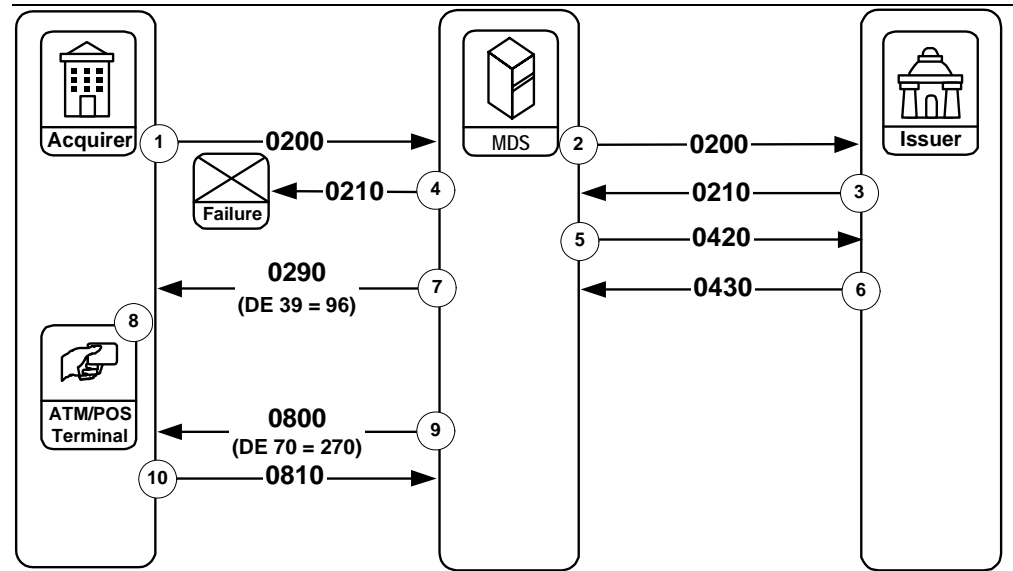 Acquirer
MDS
Issuer
1 0200
2 0200
Failure
0210 4
0210 3
5 0420
0290
(DE 39 = 96)
7
0430 6
8
ATM/POS
Terminal
0800
(DE 70 = 270)
9
10 0810